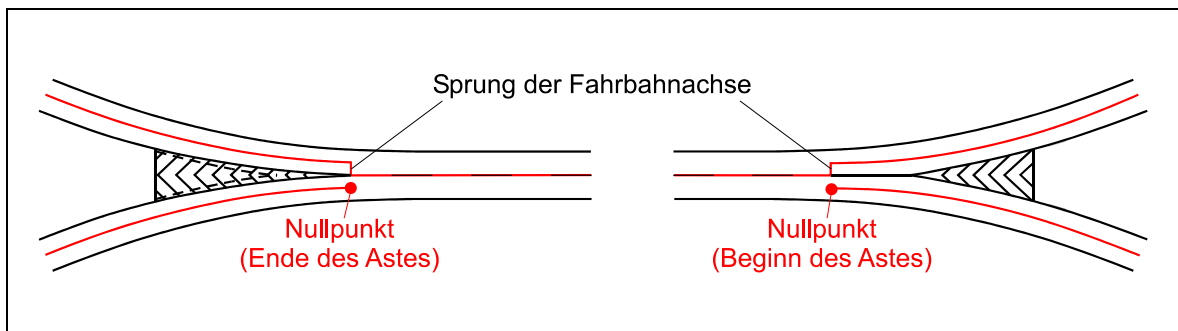 Sprung der Fahrbahnachse
Nullpunkt
(Ende des Astes)
Nullpunkt
(Beginn des Astes)